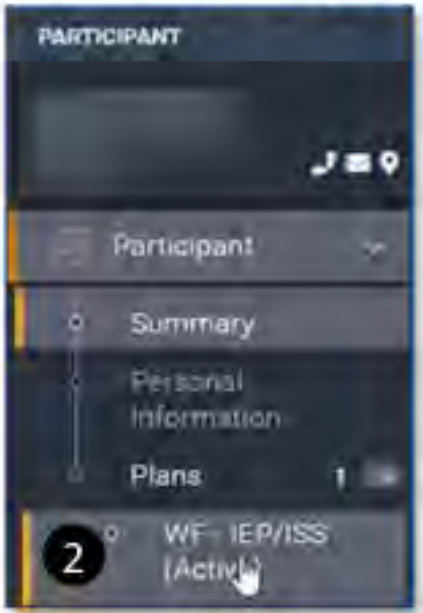 PARTICIPANT
Participant
Summary
Personal
Information
Plans 1
WF - IEP/ISS
2
(Active)